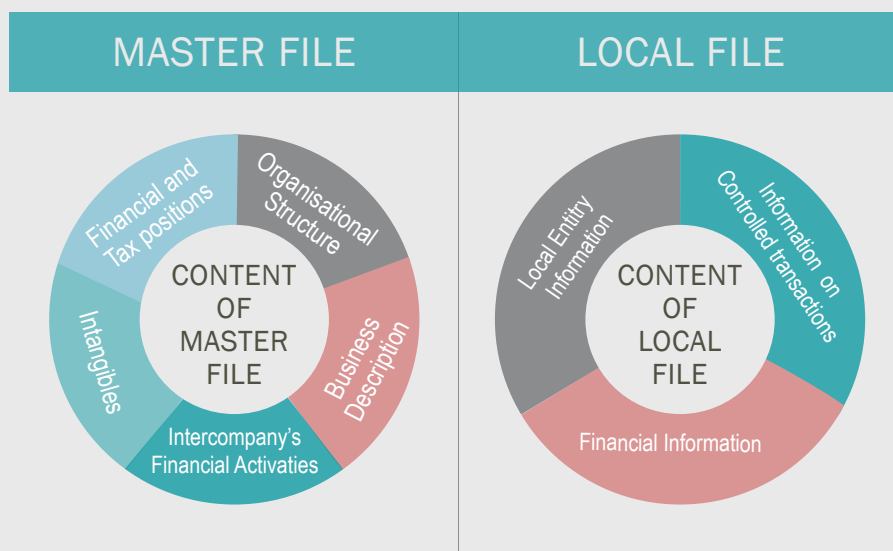 MASTER FILE
Financial and
Tax positions
Organisational
Structure
Business
Description
Intercompany's
Financial Activaties
Intangibles
CONTENT
OF
MASTER
FILE
LOCAL FILE
Local Entitry
Information
Information on
Controlled transactions
Financial Information
CONTENT
OF
LOCAL
FILE